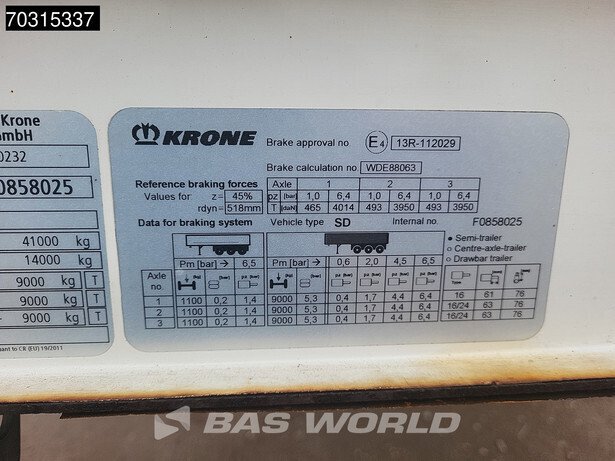 70315337
Krone
GmbH
0232
0858025
41000 kg
14000 kg
9000 kg T
9000 kg T
9000 kg T
uant to CR (EU) 19/2011
KRONE Brake approval no. E4 13R-112029
Brake calculation no. WDE88063
Reference braking forces Axle 1 2 3
Values for z= 45% pz [bar] 1,0 6,4 1,0 6,4 1,0 6,4
rdyn= 518mm T [daN] 465 4014 493 3950 493 3950
Data for braking system Vehicle type SD Internal no. F0858025
Semi-trailer
Centre-axle-trailer
Drawbar trailer
Pm [bar] → 6,5 Pm [bar] → 0,6 2,0 4,5 6,5
Axle no.
1 1100 0,2 1,4 9000 5,3 0,4 1,7 4,4 6,4 16 61 76
2 1100 0,2 1,4 9000 5,3 0,4 1,7 4,4 6,4 16/24 63 76
3 1100 0,2 1,4 9000 5,3 0,4 1,7 4,4 6,4 16/24 63 76
BAS WORLD